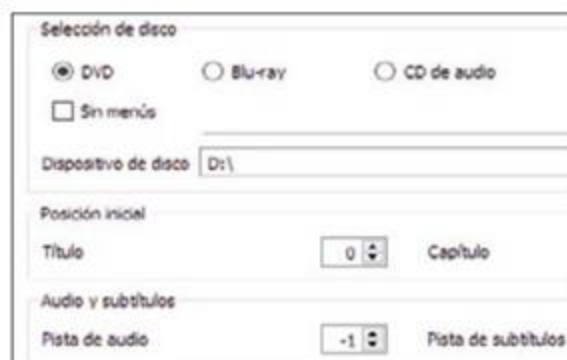 Selección de disco
DVD Blu-ray CD de audio
Sin menús
Dispositivo de disco D:\
Posición inicial
Título 0 Capítulo
Audio y subtítulos
Pista de audio -1 Pista de subtítulos